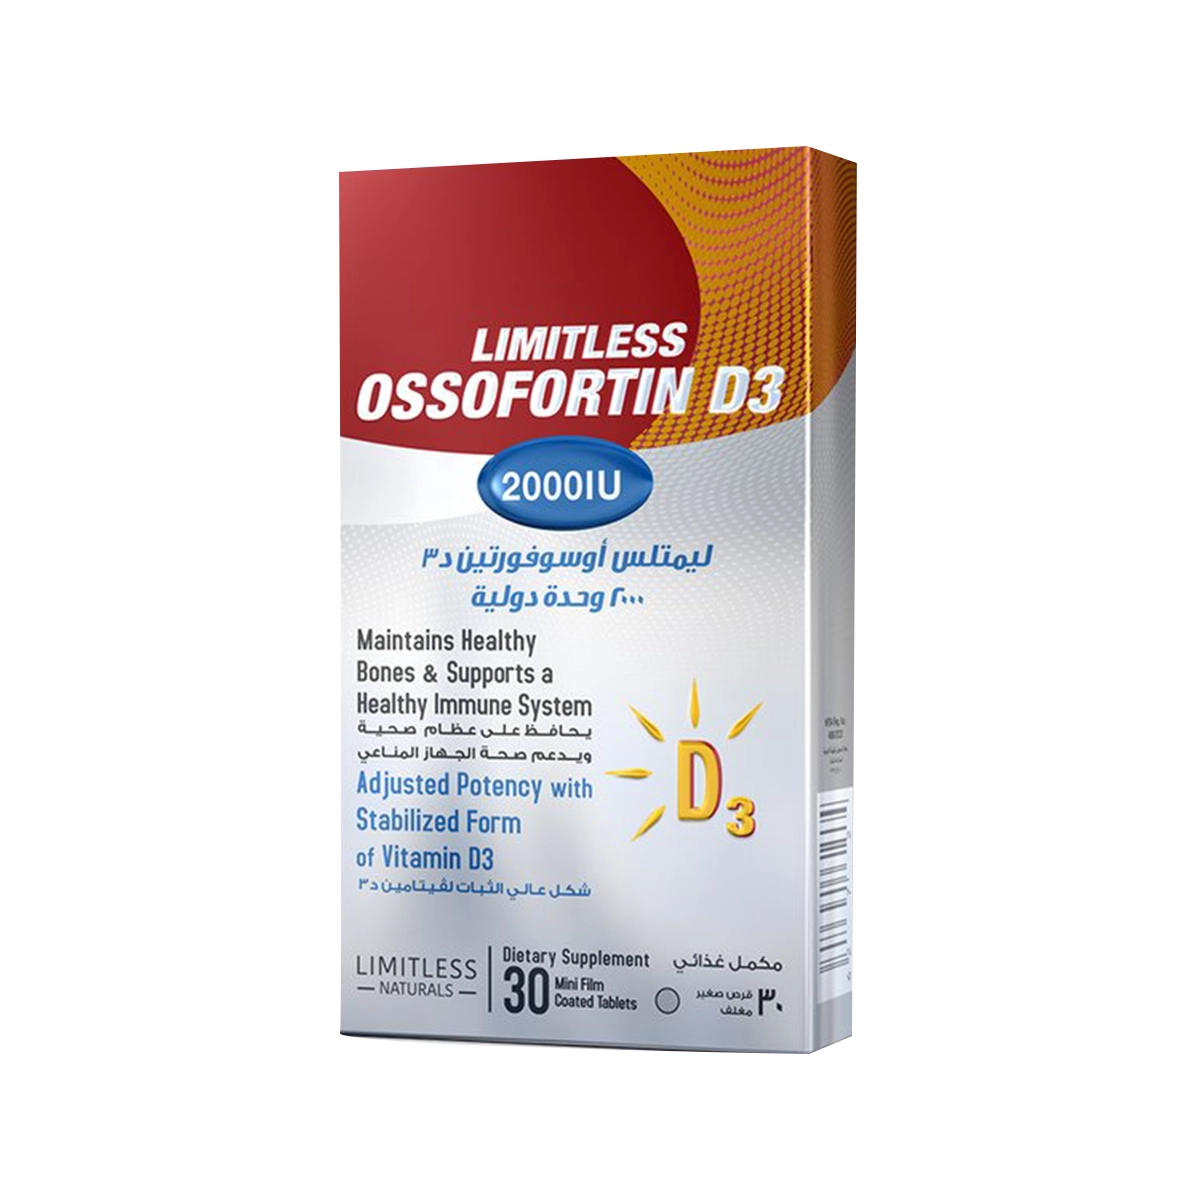 LIMITLESS
OSSOFORTIN D3
2000IU
ليمتلس أوسوفورتين د٣
٢٠٠٠ وحدة دولية
Maintains Healthy
Bones & Supports a
Healthy Immune System
يحافظ على عظام صحية
ويدعم صحة الجهاز المناعي
Adjusted Potency with
Stabilized Form
of Vitamin D3
شكل عالي الثبات لڤيتامين د٣
D3
LIMITLESS
NATURALS
Dietary Supplement
30 Mini Film
Coated Tablets
مكمل غذائي
٣٠ قرص صغير
مغلف